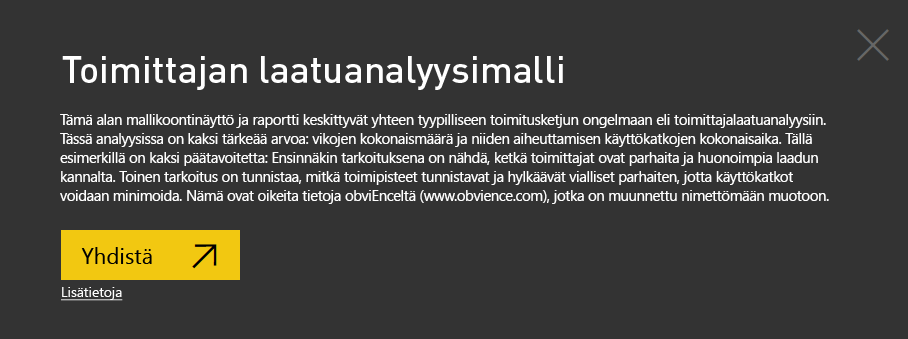 Toimittajan laatuanalyysimalli
Tämä alan mallikoontinäyttö ja raportti keskittyvät yhteen tyypilliseen toimitusketjun ongelmaan eli toimittajalaatuanalyysiin.
Tässä analyysissa on kaksi tärkeää arvoa: vikojen kokonaismäärä ja niiden aiheuttamisen käyttökatkojen kokonaisaika. Tällä
esimerkillä on kaksi päätavoitetta: Ensinnäkin tarkoituksena on nähdä, ketkä toimittajat ovat parhaita ja huonoimpia laadun
kannalta. Toinen tarkoitus on tunnistaa, mitkä toimipisteet tunnistavat ja hylkäävät vialliset parhaiten, jotta käyttökatkot
voidaan minimoida. Nämä ovat oikeita tietoja obviEnceltä (www.obvience.com), jotka on muunnettu nimettömään muotoon.
Yhdistä
Lisätietoja